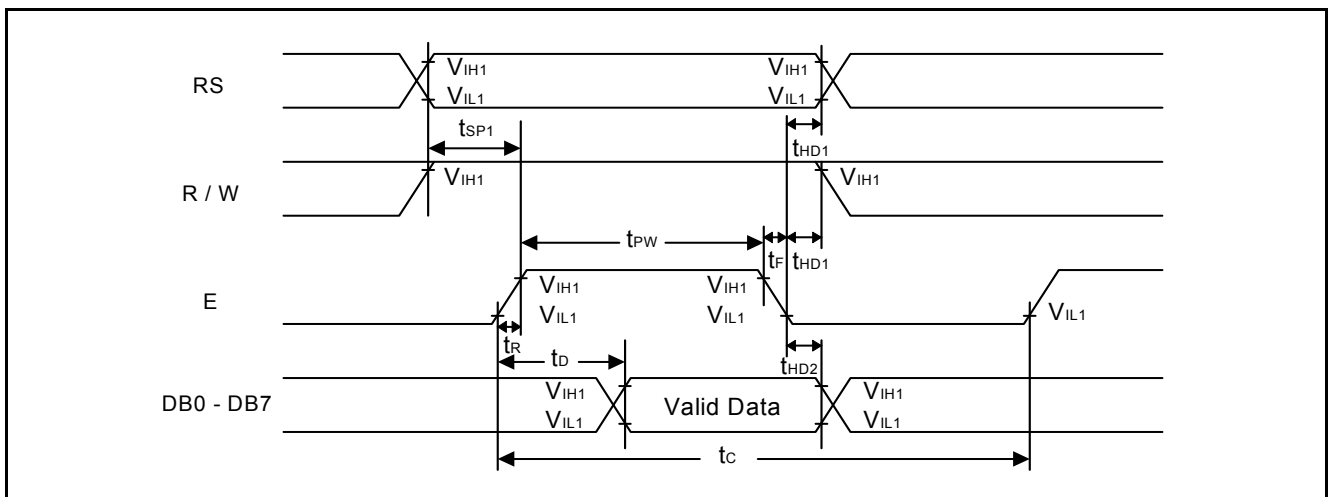 RS
VIH1
VIH1
VIL1
VIL1
tSP1
tHD1
R / W
VIH1
VIH1
tPW
tF
tHD1
E
VIH1
VIH1
VIL1
VIL1
VIL1
tR
tD
tHD2
DB0 - DB7
VIH1
Valid Data
VIH1
VIL1
VIL1
tC